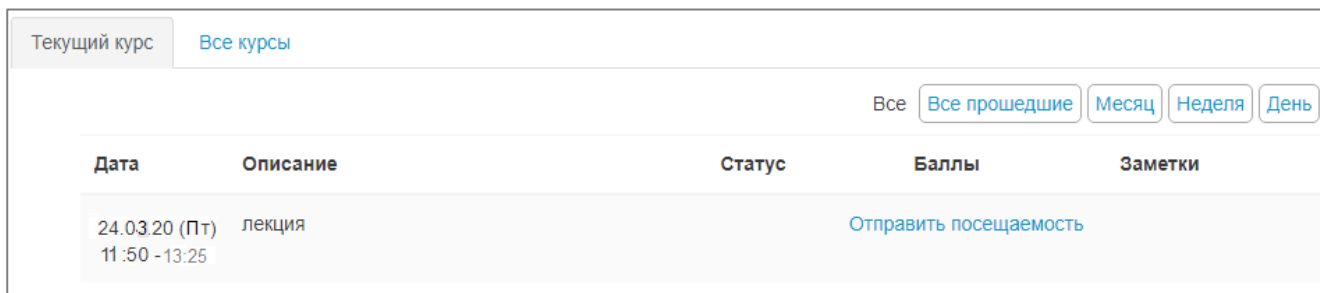 Текущий курс Все курсы
Все Все прошедшие Месяц Неделя День
Дата Описание Статус Баллы Заметки
24.03.20 (Пт) лекция Отправить посещаемость
11:50 - 13:25